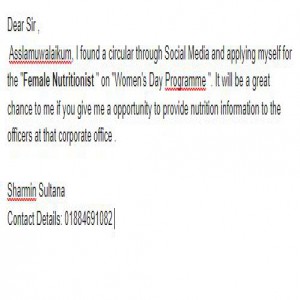 Dear Sir ,
Asslamuwalaikum, I found a circular through Social Media and applying myself for
the "Female Nutritionist " on "Women's Day Programme ". It will be a great
chance to me if you give me a opportunity to provide nutrition information to the
officers at that corporate office .
Sharmin Sultana
Contact Details: 01884691082